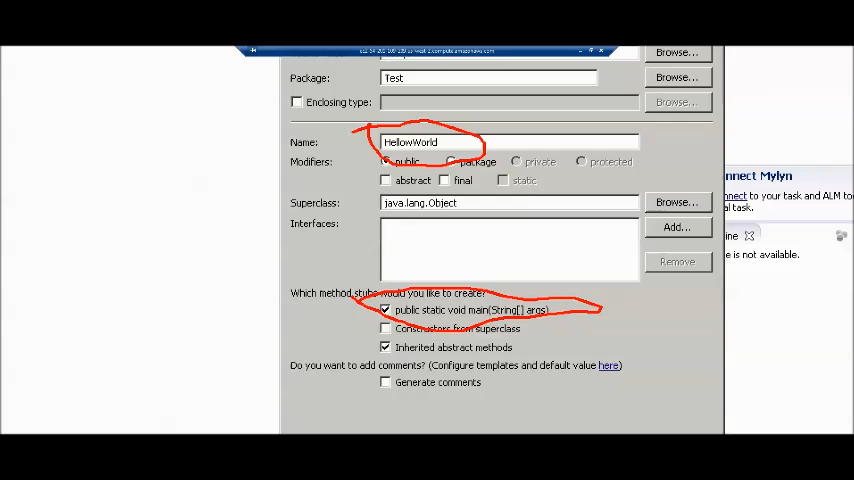 Browse...
Package: Test Browse...
Enclosing type: Browse...
Name: HellowWorld
Modifiers: public package private protected
abstract final static
Superclass: java.lang.Object Browse...
Interfaces: Add...
Remove
Which method stubs would you like to create?
public static void main(String[] args)
Constructors from superclass
Inherited abstract methods
Do you want to add comments? (Configure templates and default value here)
Generate comments
nnect Mylyn
nnect to your task and ALM to
al task.
ine
e is not available.